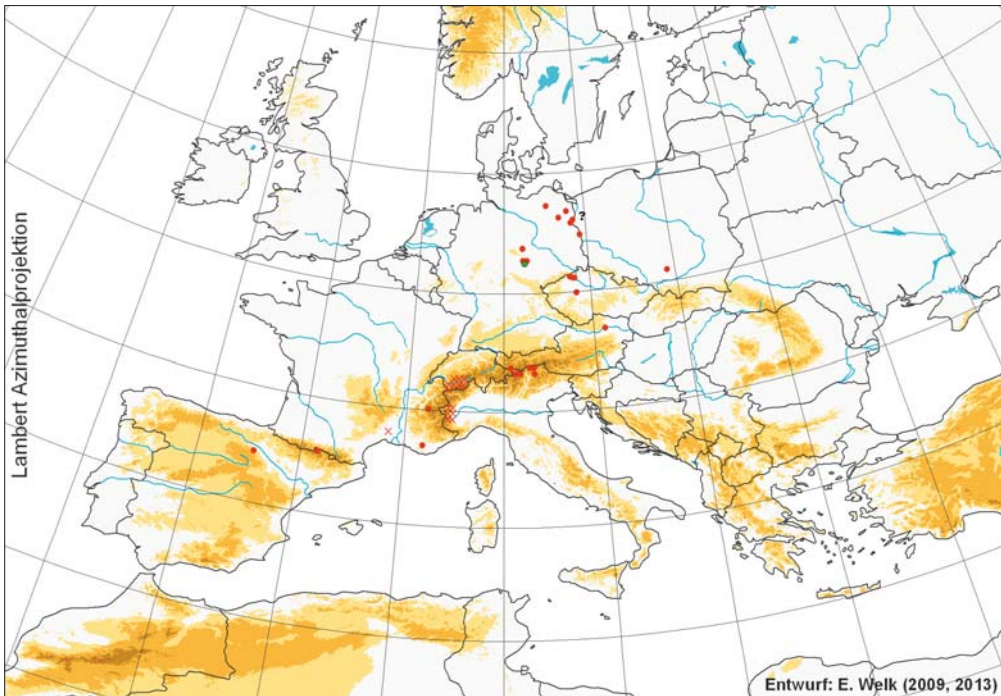 Lambert Azimuthalprojektion
?
Entwurf: E. Welk (2009, 2013)